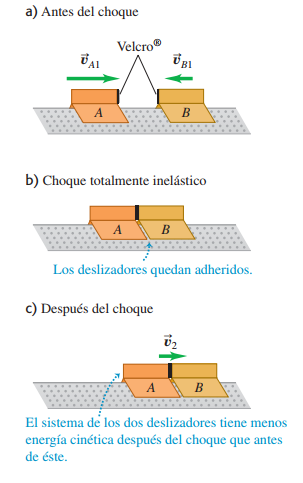 a) Antes del choque
Velcro®
v⃗A1
v⃗B1
A
B
b) Choque totalmente inelástico
A
B
Los deslizadores quedan adheridos.
c) Después del choque
v⃗2
A
B
El sistema de los dos deslizadores tiene menos
energía cinética después del choque que antes
de éste.